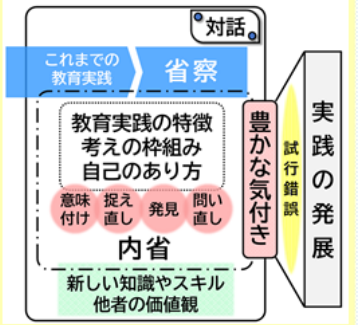 対話
これまでの
教育実践
省察
教育実践の特徴
考えの枠組み
自己のあり方
意味
付け
捉え
直し
発見
問い
直し
内省
新しい知識やスキル
他者の価値観
豊かな気付き
試行錯誤
実践の発展